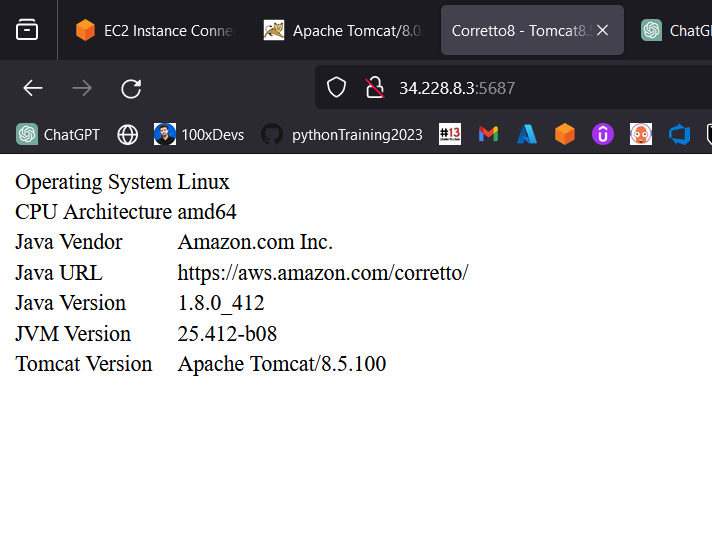 EC2 Instance Conne
Apache Tomcat/8.0.
Corretto8 - Tomcat8.5
ChatG
34.228.8.3:5687
ChatGPT
100xDevs
pythonTraining2023
#13
Operating System Linux
CPU Architecture amd64
Java Vendor Amazon.com Inc.
Java URL https://aws.amazon.com/corretto/
Java Version 1.8.0_412
JVM Version 25.412-b08
Tomcat Version Apache Tomcat/8.5.100